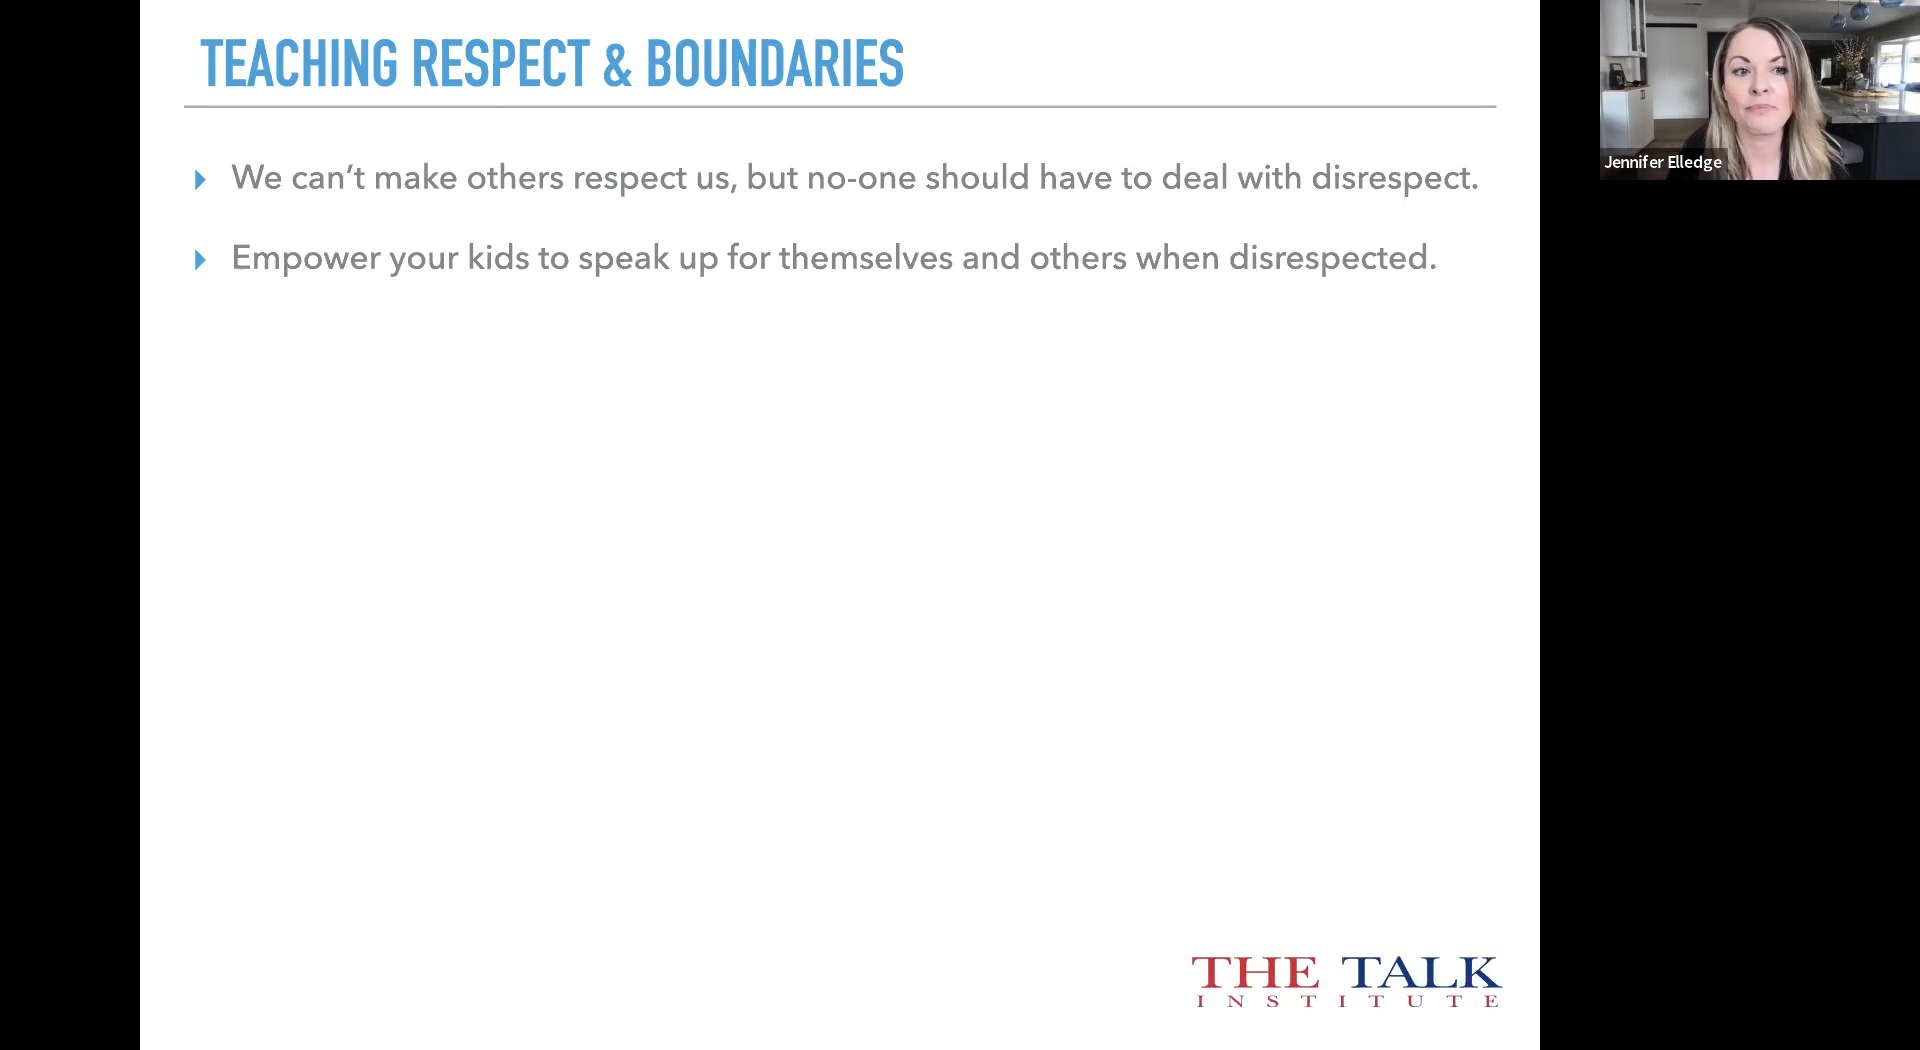 TEACHING RESPECT & BOUNDARIES
We can’t make others respect us, but no-one should have to deal with disrespect.
Empower your kids to speak up for themselves and others when disrespected.
THE TALK
INSTITUTE
Jennifer Elledge